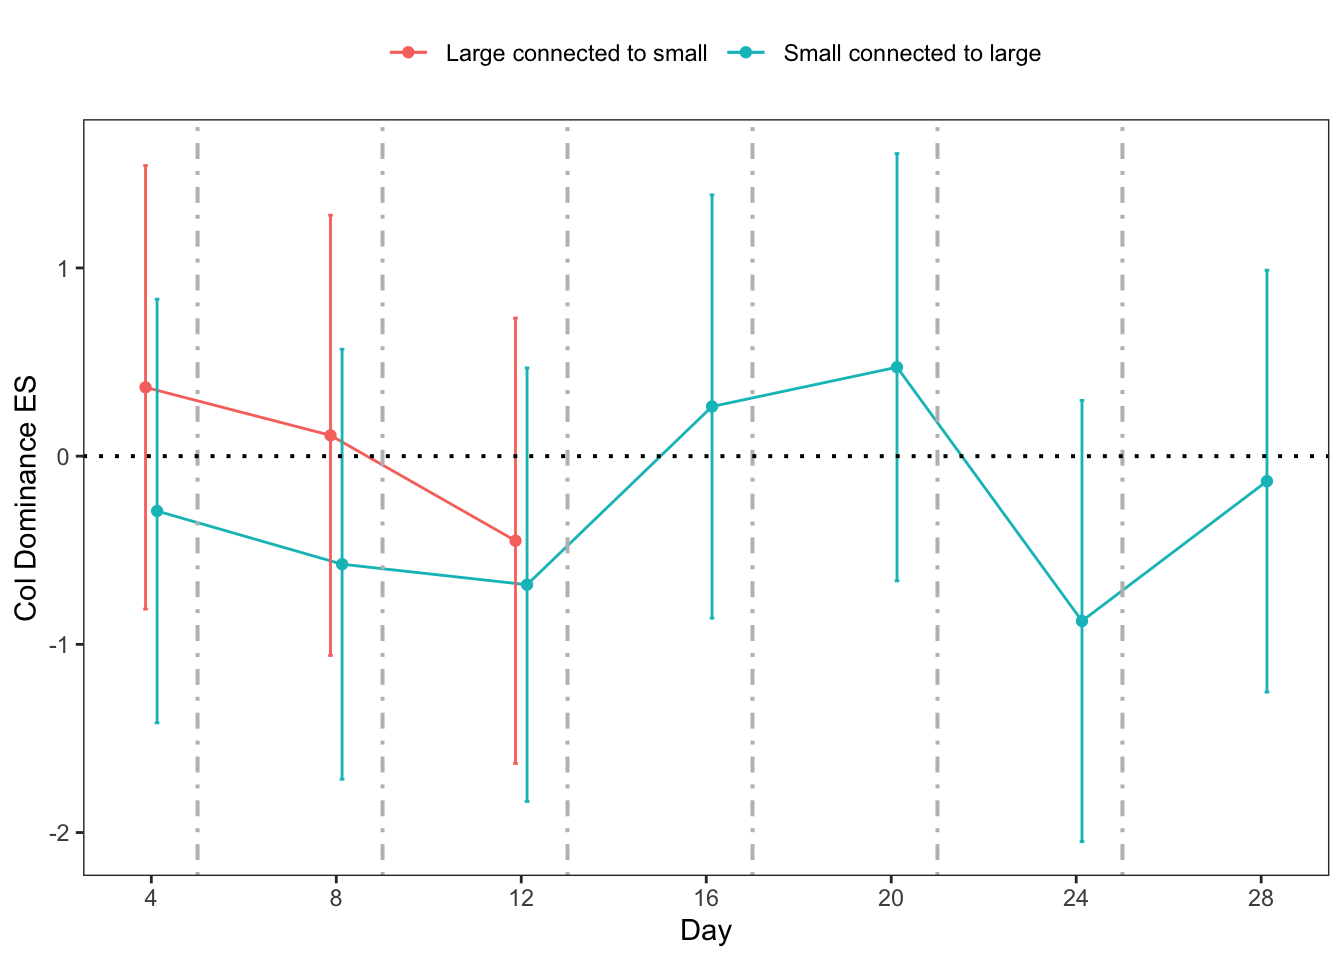 Large connected to small Small connected to large
Col Dominance ES
1
0
-1
-2
4 8 12 16 20 24 28
Day